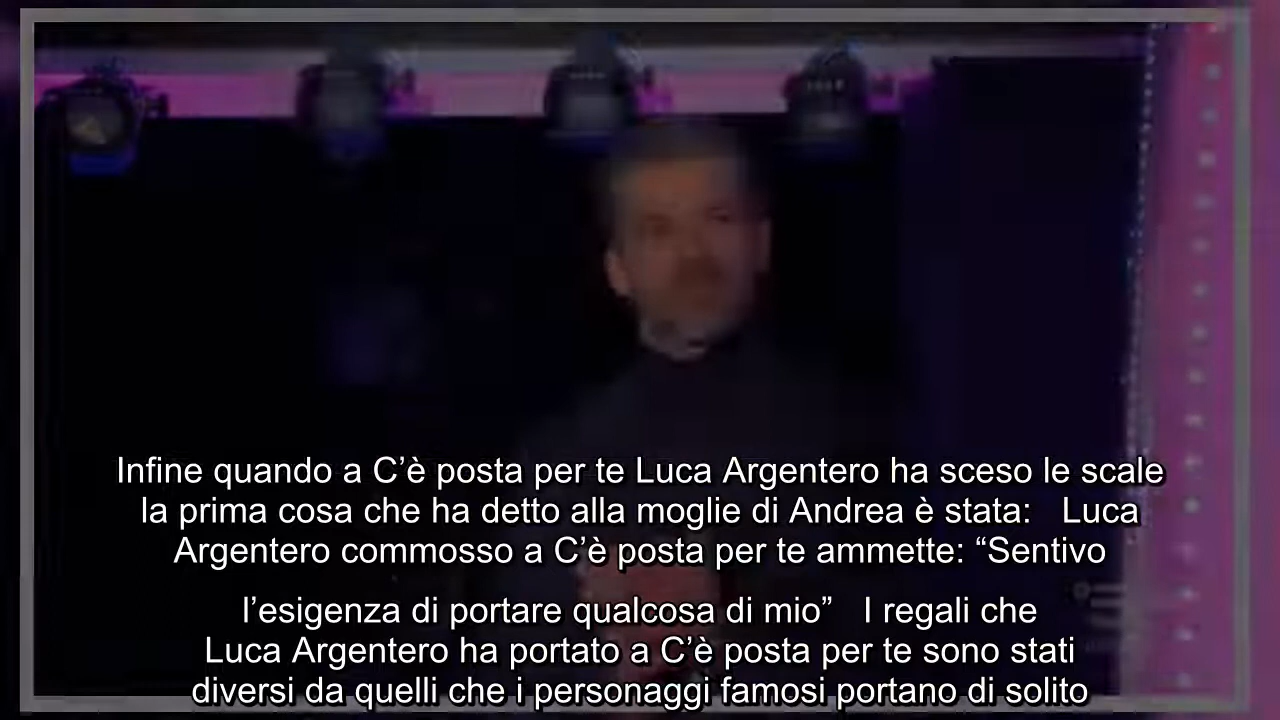 Infine quando a C’è posta per te Luca Argentero ha sceso le scale
la prima cosa che ha detto alla moglie di Andrea è stata:   Luca
Argentero commosso a C’è posta per te ammette: “Sentivo
l’esigenza di portare qualcosa di mio”   I regali che
Luca Argentero ha portato a C’è posta per te sono stati
diversi da quelli che i personaggi famosi portano di solito